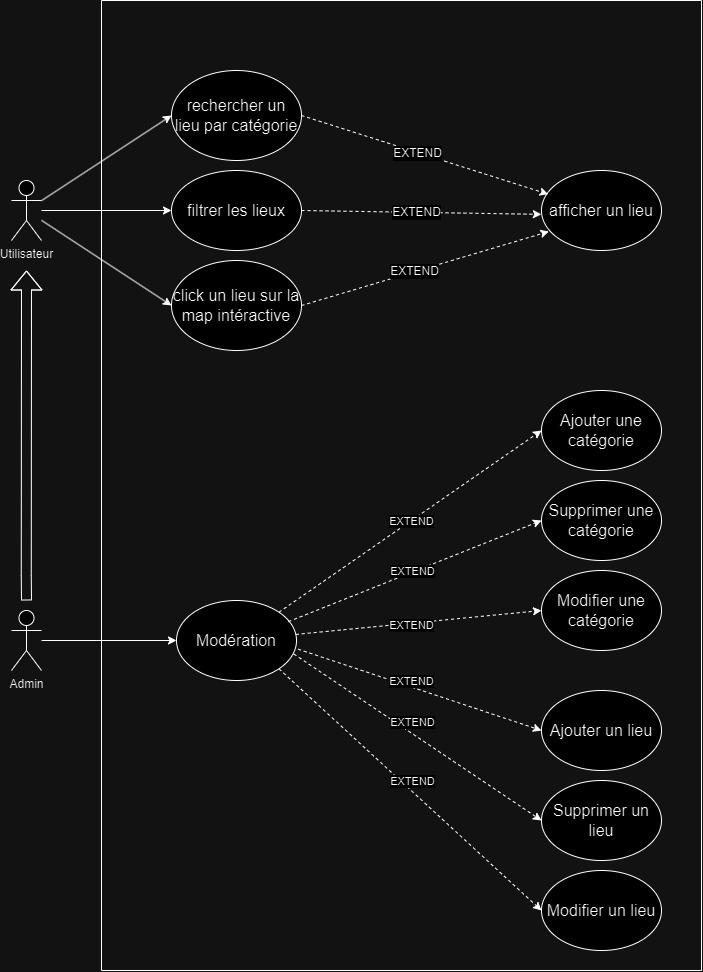 rechercher un
lieu par catégorie
EXTEND
filtrer les lieux
EXTEND
afficher un lieu
Utilisateur
EXTEND
click un lieu sur la
map intéractive
Ajouter une
catégorie
EXTEND
Supprimer une
catégorie
EXTEND
Modifier une
catégorie
EXTEND
Modération
Admin
EXTEND
Ajouter un lieu
EXTEND
Supprimer un
lieu
EXTEND
Modifier un lieu